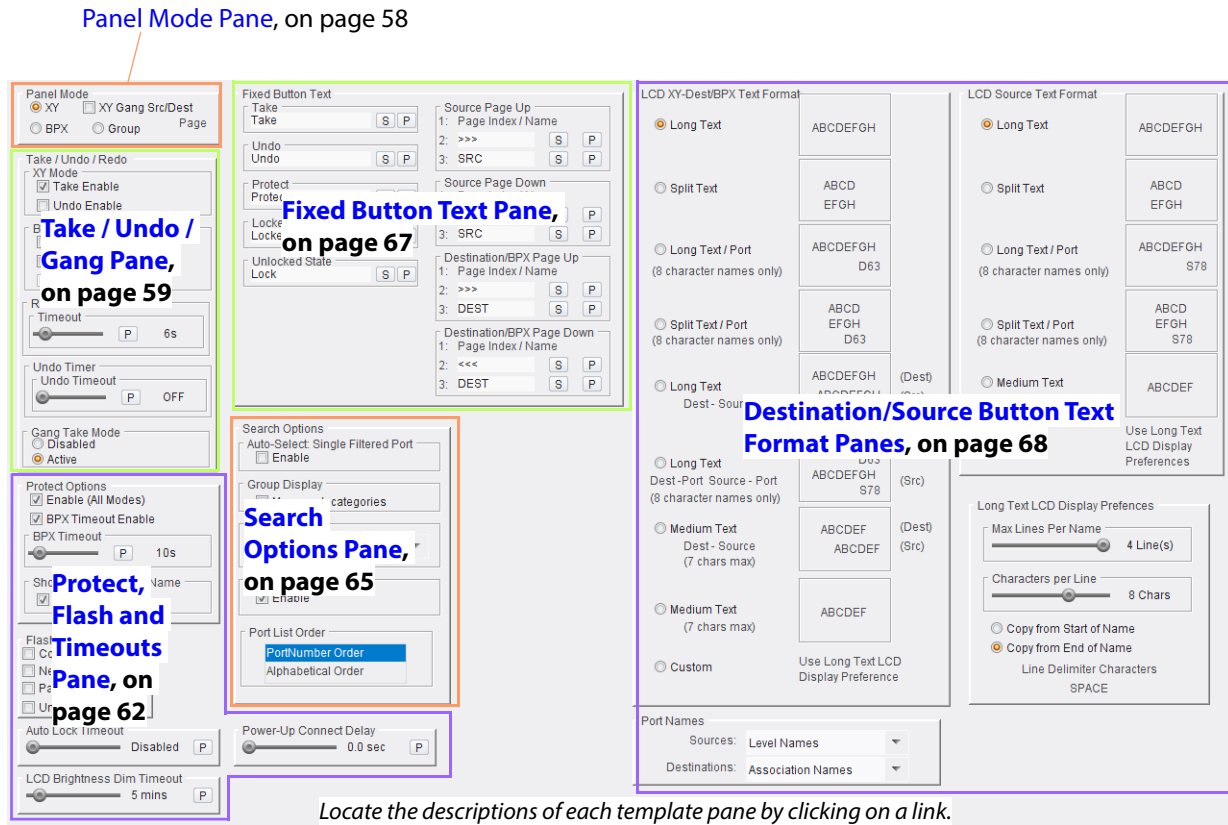 Panel Mode Pane, on page 58
Panel Mode
XY
XY Gang Src/Dest
BPX
Group
Page
Take / Undo / Redo
XY Mode
Take Enable
Undo Enable
Take / Undo /
Gang Pane,
on page 59
Timeout
P
6s
Undo Timer
Undo Timeout
P
OFF
Gang Take Mode
Disabled
Active
Fixed Button Text
Take
Take
S P
Undo
Undo
S P
Protect
Locke
Locke
Unlocked State
Lock
S P
Source Page Up
1: Page Index / Name
2: >>> S P
3: SRC S P
Source Page Down
P
3: SRC S P
Destination/BPX Page Up
1: Page Index / Name
2: >>> S P
3: DEST S P
Destination/BPX Page Down
1: Page Index / Name
2: <<< S P
3: DEST S P
Fixed Button Text Pane,
on page 67
Protect Options
Enable (All Modes)
BPX Timeout Enable
BPX Timeout
P
10s
Name
Protect,
Flash and
Timeouts
Pane, on
page 62
Auto Lock Timeout
Disabled P
LCD Brightness Dim Timeout
5 mins P
Power-Up Connect Delay
0.0 sec P
Search Options
Auto-Select: Single Filtered Port
Enable
Group Display
categories
Search
Options Pane,
on page 65
Enable
Port List Order
PortNumber Order
Alphabetical Order
LCD XY-Dest/BPX Text Format
Long Text
ABCDEFGH
Split Text
ABCD
EFGH
Long Text / Port
(8 character names only)
ABCDEFGH
D63
Split Text / Port
(8 character names only)
ABCD
EFGH
D63
Long Text
ABCDEFGH (Dest)
Long Text
Dest-Port Source - Port
(8 character names only)
D63
ABCDEFGH
S78
(Src)
Medium Text
Dest - Source
(7 chars max)
ABCDEF (Dest)
ABCDEF (Src)
Medium Text
(7 chars max)
ABCDEF
Custom
Use Long Text LCD
Display Preference
LCD Source Text Format
Long Text
ABCDEFGH
Split Text
ABCD
EFGH
Long Text / Port
(8 character names only)
ABCDEFGH
S78
Split Text / Port
(8 character names only)
ABCD
EFGH
S78
Medium Text
ABCDEF
Use Long Text
LCD Display
Preferences
Destination/Source Button Text
Format Panes, on page 68
Long Text LCD Display Prefences
Max Lines Per Name
4 Line(s)
Characters per Line
8 Chars
Copy from Start of Name
Copy from End of Name
Line Delimiter Characters
SPACE
Port Names
Sources: Level Names
Destinations: Association Names
Locate the descriptions of each template pane by clicking on a link.